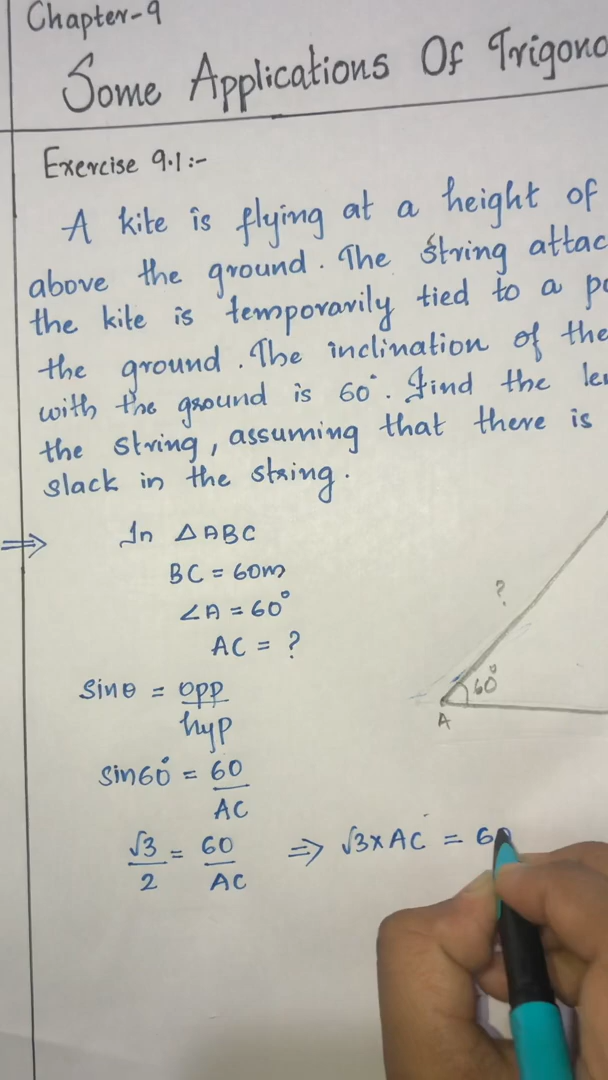 Chapter-9
Some Applications Of Trigono
Exercise 9.1:-
A kite is flying at a height of
above the ground. The string attac
the kite is temporarily tied to a po
the ground. The inclination of the
with the ground is 60°. Find the len
the string, assuming that there is
slack in the string.
⇒ In △ABC
BC = 60m
∠A = 60°
AC = ?
?
60°
A
Sinθ = opp/hyp
Sin60° = 60/AC
√3/2 = 60/AC ⇒ √3×AC = 60